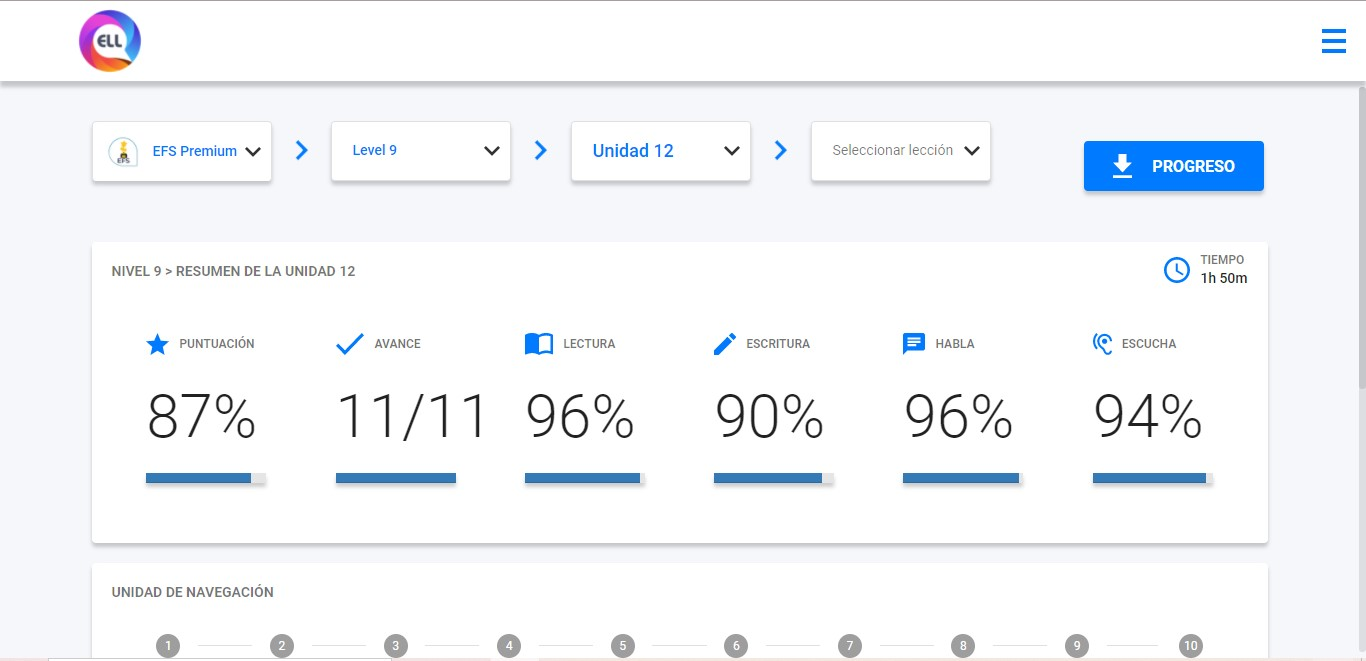 ELL
EFS
EFS Premium
Level 9
Unidad 12
Seleccionar lección
PROGRESO
NIVEL 9 > RESUMEN DE LA UNIDAD 12
TIEMPO
1h 50m
PUNTUACIÓN
AVANCE
LECTURA
ESCRITURA
HABLA
ESCUCHA
87%
11/11
96%
90%
96%
94%
UNIDAD DE NAVEGACIÓN
1 2 3 4 5 6 7 8 9 10